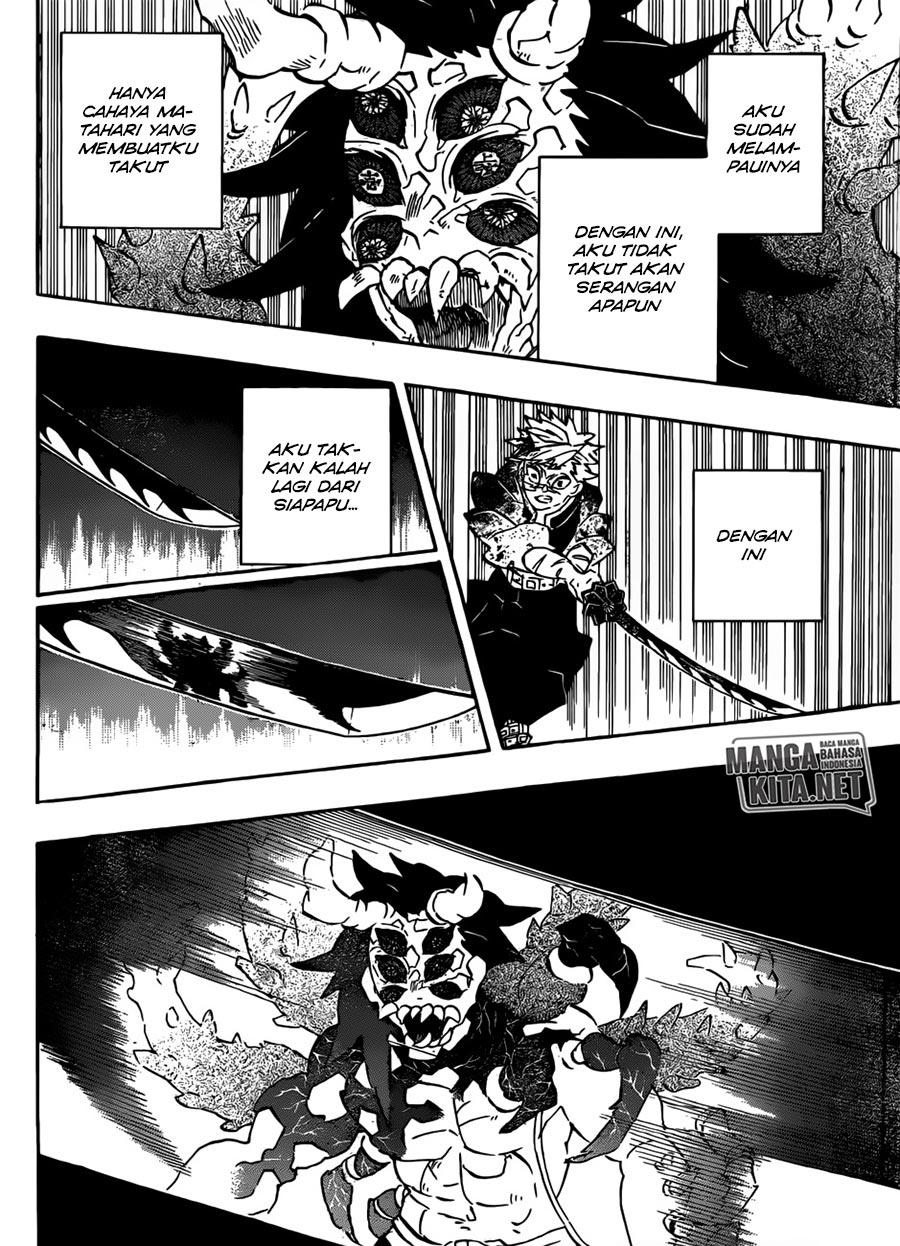 AKU
SUDAH
MELAM-
PAUINYA
DENGAN INI,
AKU TIDAK
TAKUT AKAN
SERANGAN
APAPUN
HANYA
CAHAYA MA-
TAHARI YANG
MEMBUATKU
TAKUT
DENGAN
INI
AKU TAK-
KAN KALAH
LAGI DARI
SIAPAPU...
MANGA BACA MANGA
BAHASA
INDONESIA
KITA.NET